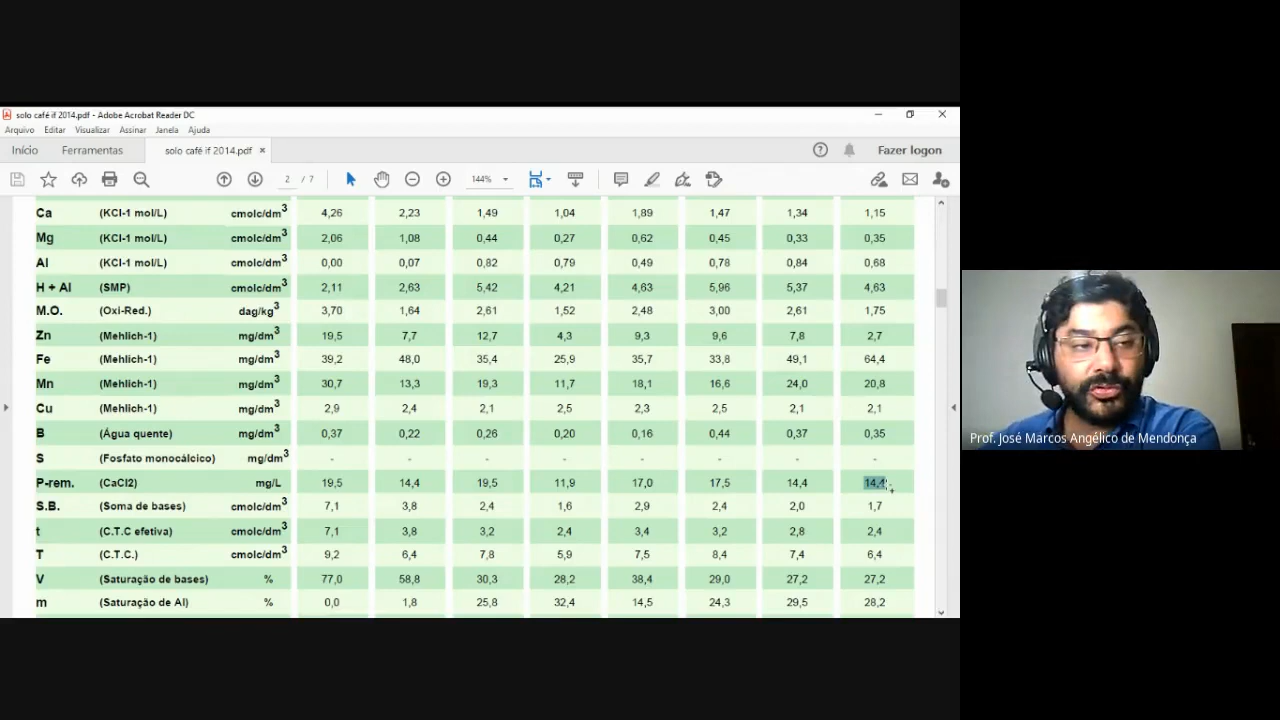 solo café if 2014.pdf - Adobe Acrobat Reader DC
Arquivo Editar Visualizar Assinar Janela Ajuda
Início Ferramentas solo café if 2014.pdf × Fazer logon
2 / 7 144%
Ca (KCl-1 mol/L) cmolc/dm3 4,26 2,23 1,49 1,04 1,89 1,47 1,34 1,15
Mg (KCl-1 mol/L) cmolc/dm3 2,06 1,08 0,44 0,27 0,62 0,45 0,33 0,35
Al (KCl-1 mol/L) cmolc/dm3 0,00 0,07 0,82 0,79 0,49 0,78 0,84 0,68
H + Al (SMP) cmolc/dm3 2,11 2,63 5,42 4,21 4,63 5,96 5,37 4,63
M.O. (Oxi-Red.) dag/kg3 3,70 1,64 2,61 1,52 2,48 3,00 2,61 1,75
Zn (Mehlich-1) mg/dm3 19,5 7,7 12,7 4,3 9,3 9,6 7,8 2,7
Fe (Mehlich-1) mg/dm3 39,2 48,0 35,4 25,9 35,7 33,8 49,1 64,4
Mn (Mehlich-1) mg/dm3 30,7 13,3 19,3 11,7 18,1 16,6 24,0 20,8
Cu (Mehlich-1) mg/dm3 2,9 2,4 2,1 2,5 2,3 2,5 2,1 2,1
B (Água quente) mg/dm3 0,37 0,22 0,26 0,20 0,16 0,44 0,37 0,35
S (Fosfato monocálcico) mg/dm3 - - - - - - - -
P-rem. (CaCl2) mg/L 19,5 14,4 19,5 11,9 17,0 17,5 14,4 14,4
S.B. (Soma de bases) cmolc/dm3 7,1 3,8 2,4 1,6 2,9 2,4 2,0 1,7
t (C.T.C efetiva) cmolc/dm3 7,1 3,8 3,2 2,4 3,4 3,2 2,8 2,4
T (C.T.C.) cmolc/dm3 9,2 6,4 7,8 5,9 7,5 8,4 7,4 6,4
V (Saturação de bases) % 77,0 58,8 30,3 28,2 38,4 29,0 27,2 27,2
m (Saturação de Al) % 0,0 1,8 25,8 32,4 14,5 24,3 29,5 28,2
Prof. José Marcos Angélico de Mendonça